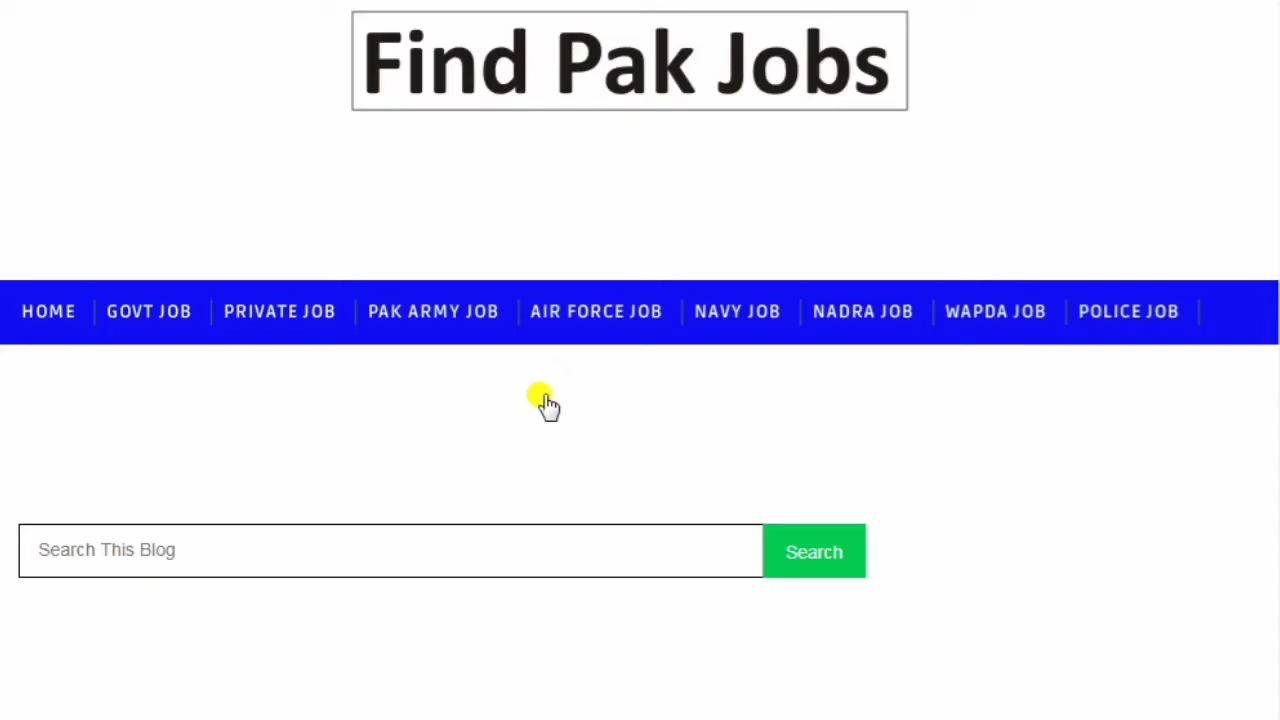 Find Pak Jobs
HOME GOVT JOB PRIVATE JOB PAK ARMY JOB AIR FORCE JOB NAVY JOB NADRA JOB WAPDA JOB POLICE JOB
Search This Blog Search